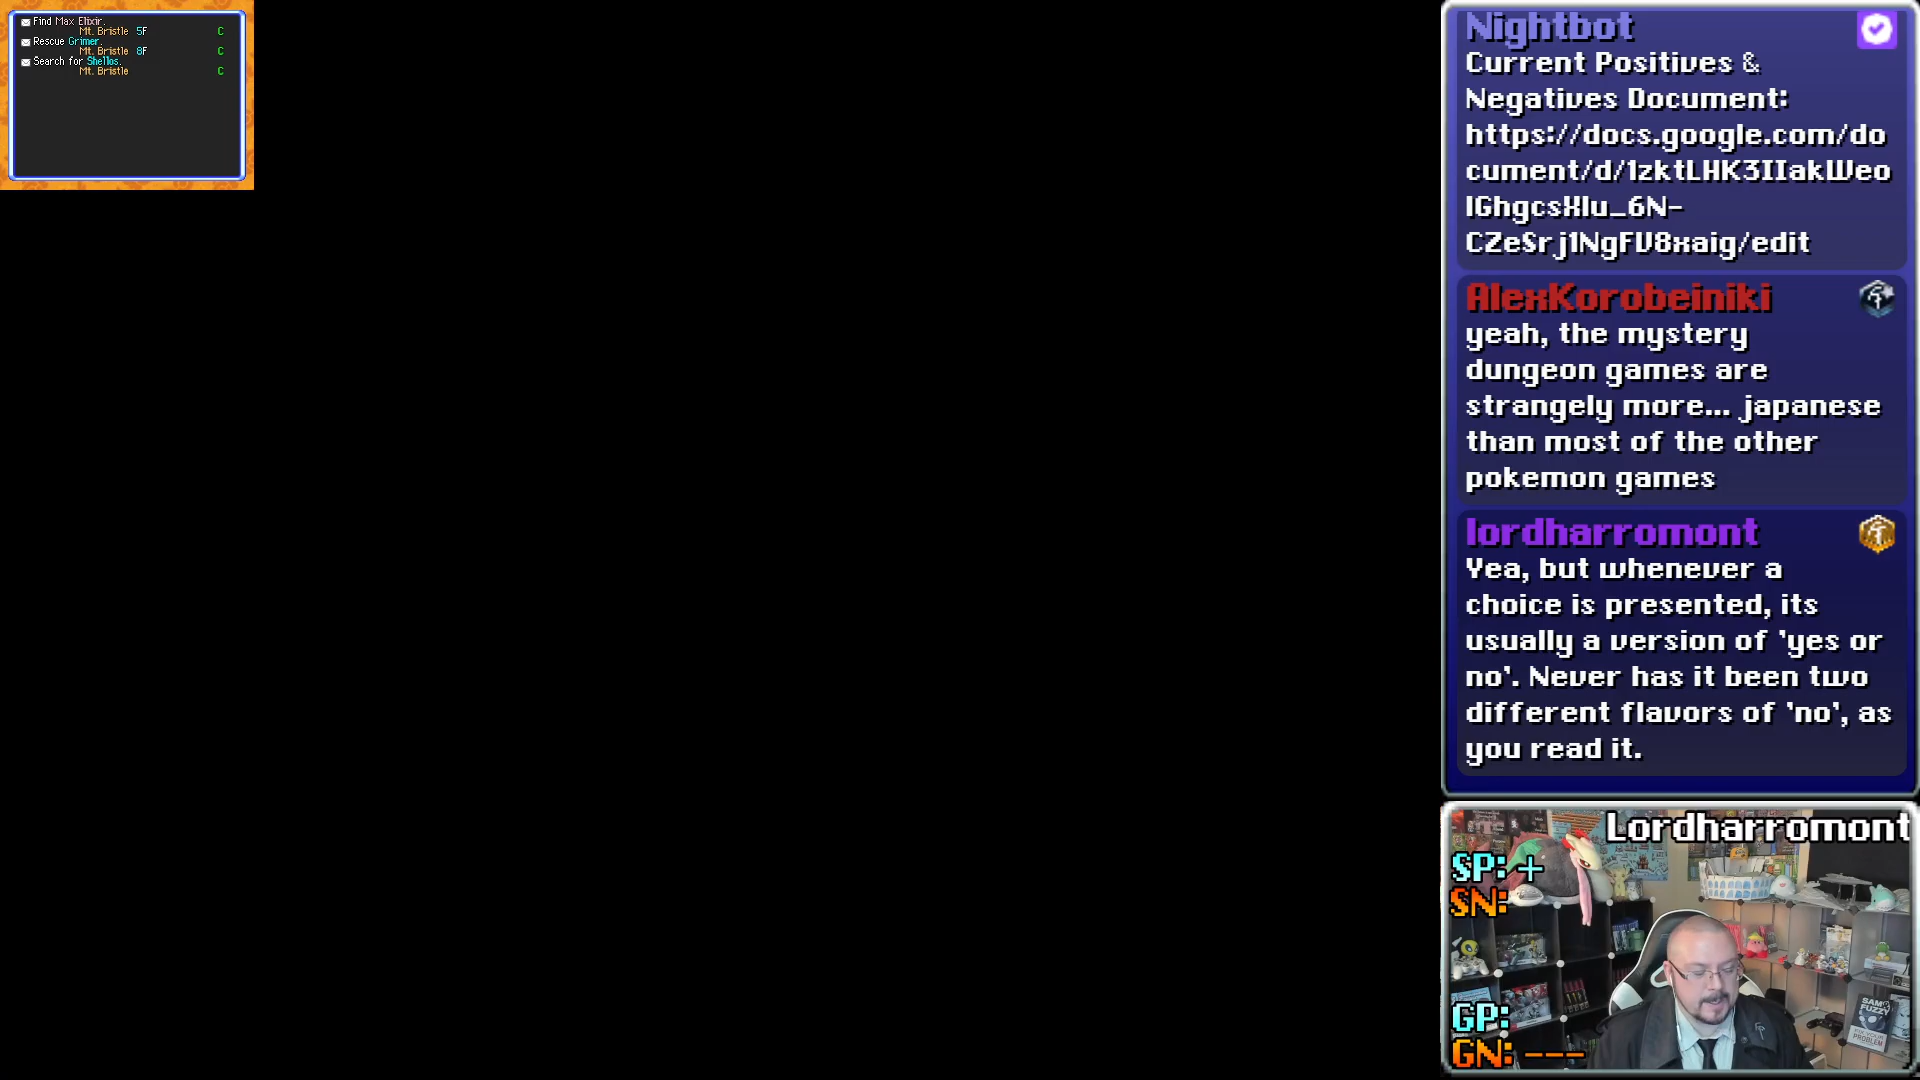 Find Max Elixir.
Mt. Bristle 5F C
Rescue Grimer.
Mt. Bristle 8F C
Search for Shellos.
Mt. Bristle C
Nightbot
Current Positives &
Negatives Document:
https://docs.google.com/do
cument/d/1zktLHK3IIakWeo
lGhgcsXlu_6N-
CZeSrj1NgFV8xaig/edit
AlexKorobeiniki
yeah, the mystery
dungeon games are
strangely more... japanese
than most of the other
pokemon games
lordharromont
Yea, but whenever a
choice is presented, its
usually a version of 'yes or
no'. Never has it been two
different flavors of 'no', as
you read it.
Lordharromont
SP: +
SN:
GP:
GN: ---
SAM &
FUZZY
PROBLEM